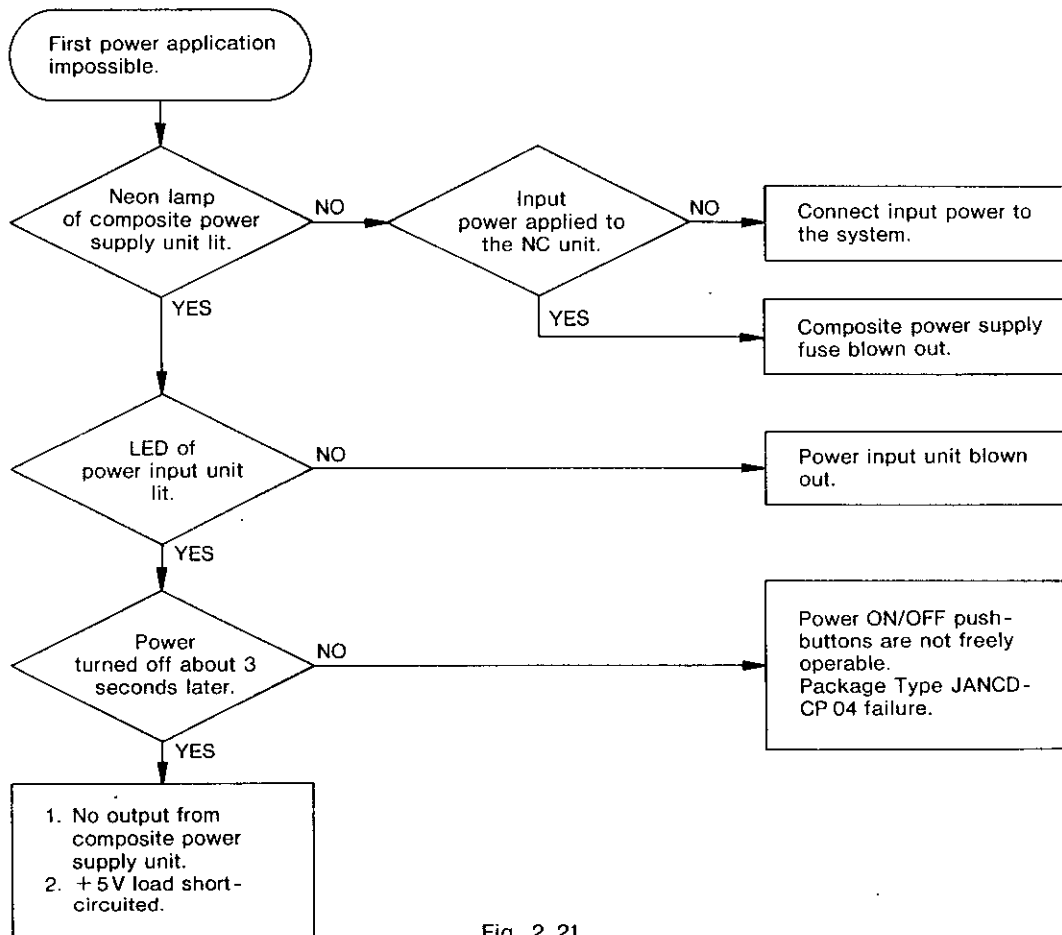 First power application
impossible.
Neon lamp
of composite power
supply unit lit.
NO
Input
power applied to
the NC unit.
NO
Connect input power to
the system.
YES
YES
Composite power supply
fuse blown out.
LED of
power input unit
lit.
NO
Power input unit blown
out.
YES
Power
turned off about 3
seconds later.
NO
Power ON/OFF push-
buttons are not freely
operable.
Package Type JANCD-
CP 04 failure.
YES
1. No output from
composite power
supply unit.
2. +5V load short-
circuited.
Fig. 2.21